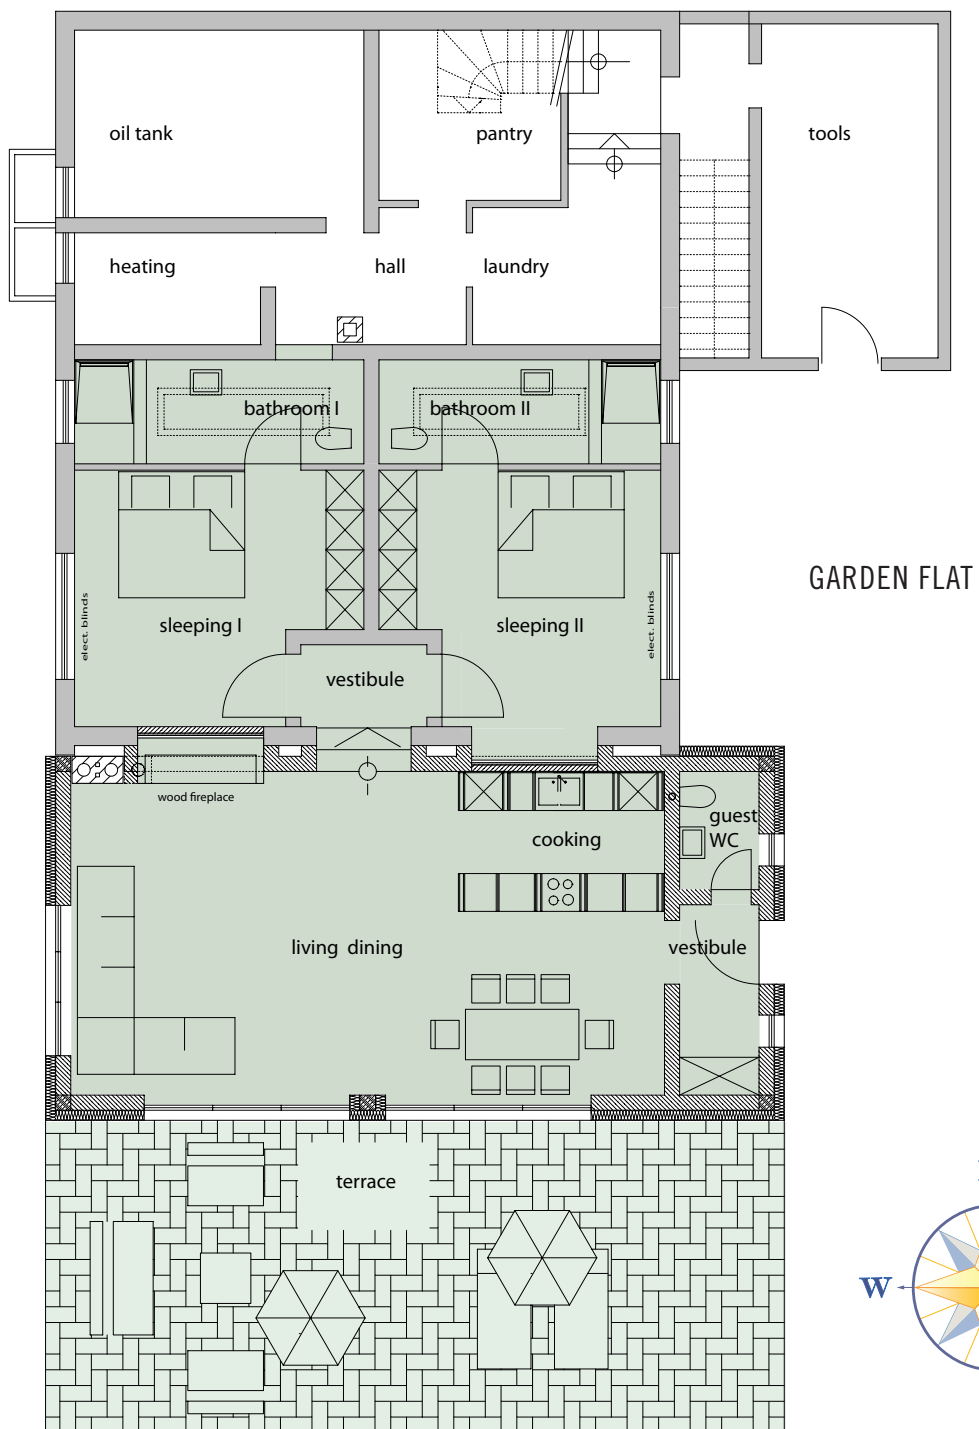 oil tank
pantry
tools
heating
hall
laundry
bathroom I
bathroom II
GARDEN FLAT
elect. blinds
elect. blinds
sleeping I
sleeping II
vestibule
wood fireplace
guest
WC
cooking
living dining
vestibule
terrace
W